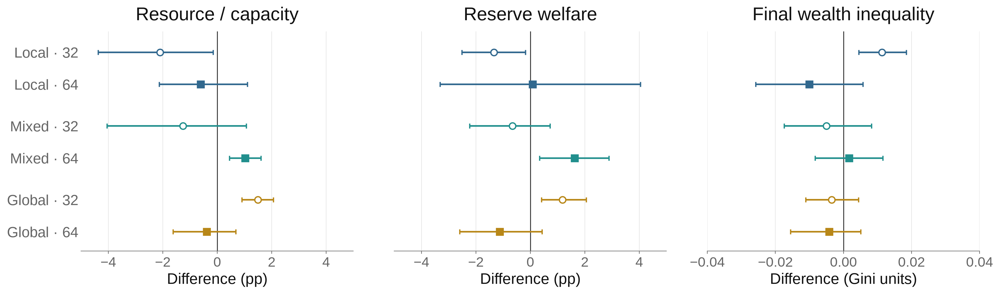 Resource / capacity
Reserve welfare
Final wealth inequality
Local · 32
Local · 64
Mixed · 32
Mixed · 64
Global · 32
Global · 64
−4 −2 0 2 4
−4 −2 0 2 4
−0.04 −0.02 0.00 0.02 0.04
Difference (pp)
Difference (pp)
Difference (Gini units)